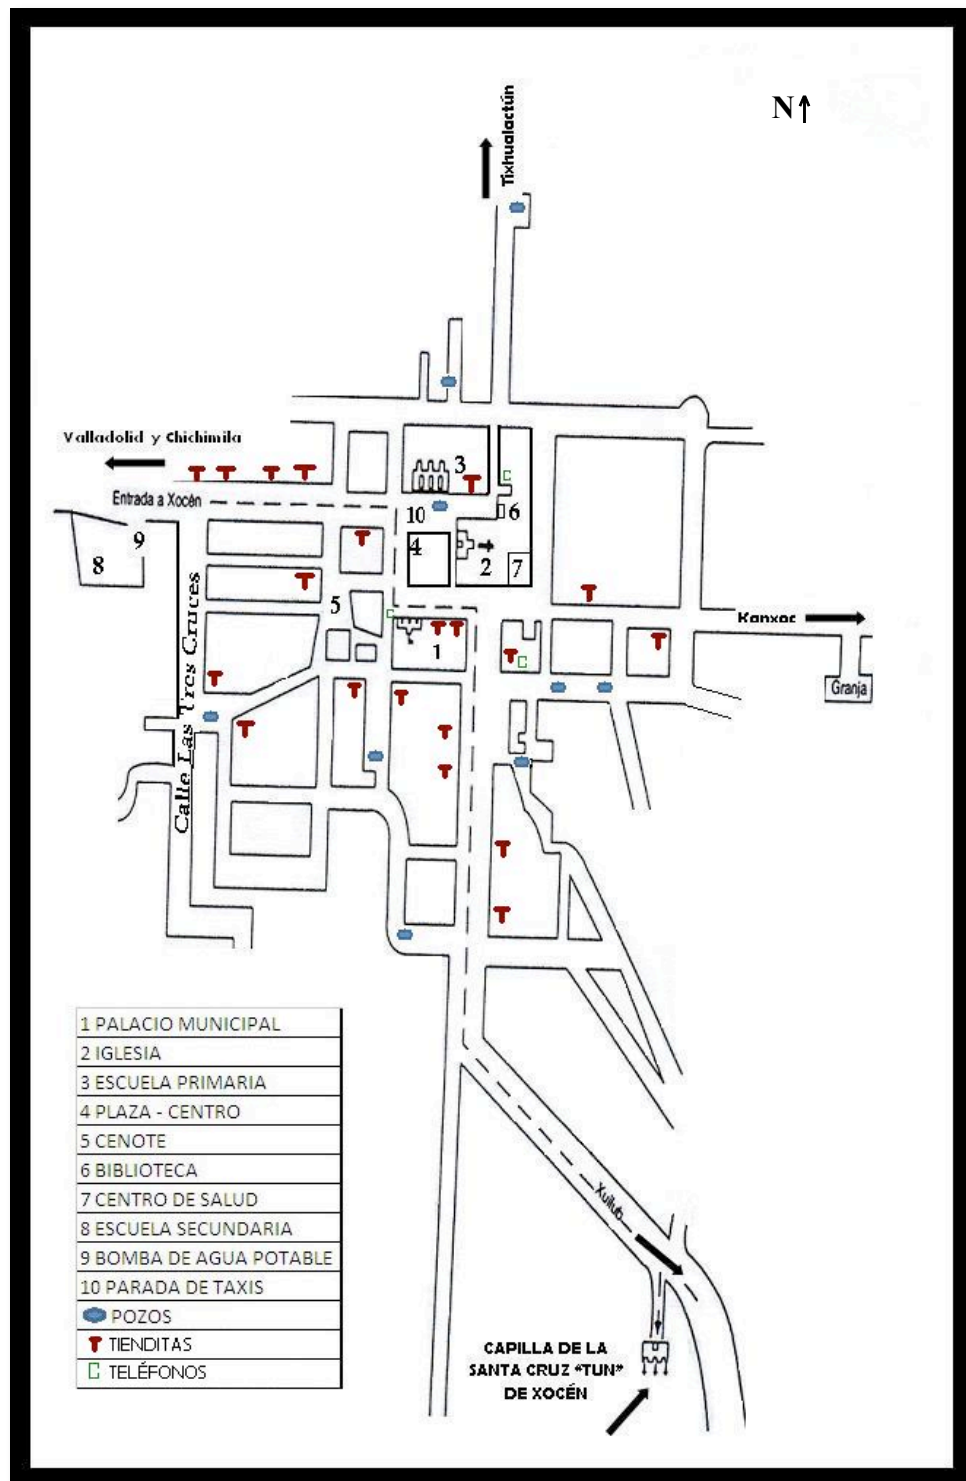 N
Tixhualactún
Valladolid y Chichimila
Entrada a Xocén
3
10
6
9
8
4
2
7
5
Calle Las Tres Cruces
Kanxoc
1
Granja
1 PALACIO MUNICIPAL
2 IGLESIA
3 ESCUELA PRIMARIA
4 PLAZA - CENTRO
5 CENOTE
6 BIBLIOTECA
7 CENTRO DE SALUD
8 ESCUELA SECUNDARIA
9 BOMBA DE AGUA POTABLE
10 PARADA DE TAXIS
POZOS
TIENDITAS
TELÉFONOS
Xuilub
CAPILLA DE LA
SANTA CRUZ “TUN”
DE XOCÉN